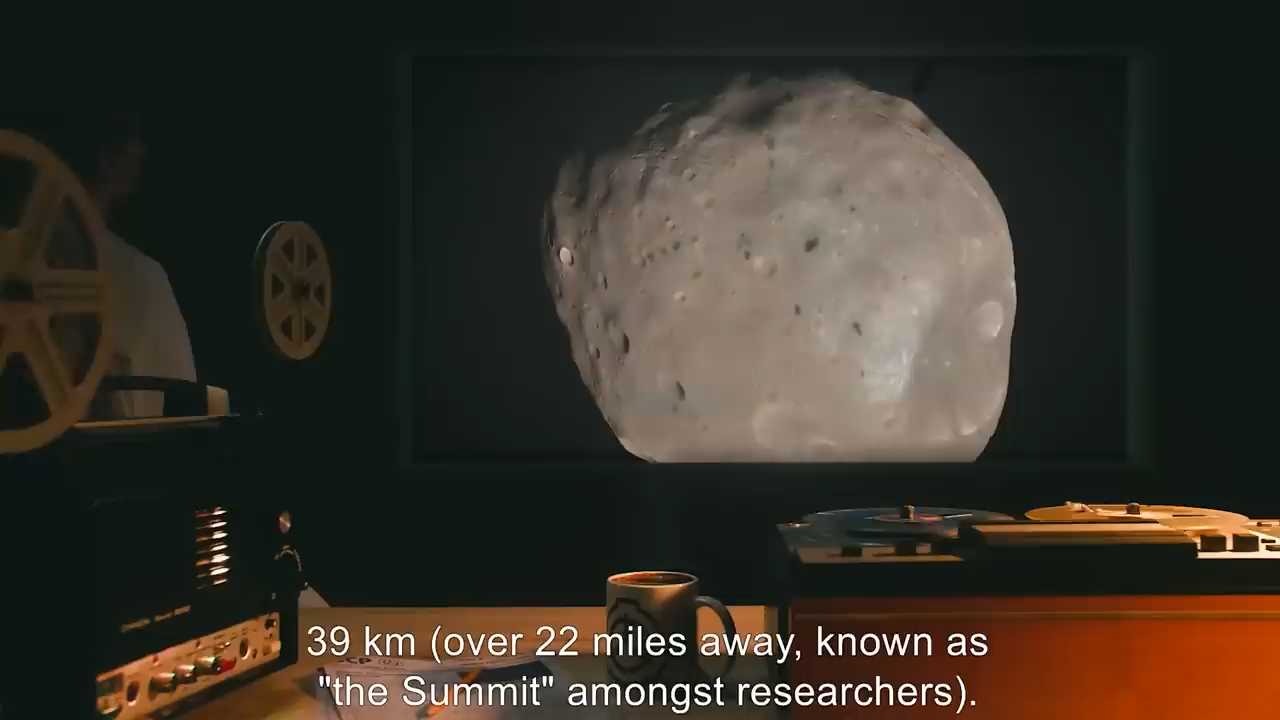 39 km (over 22 miles away, known as
"the Summit" amongst researchers).